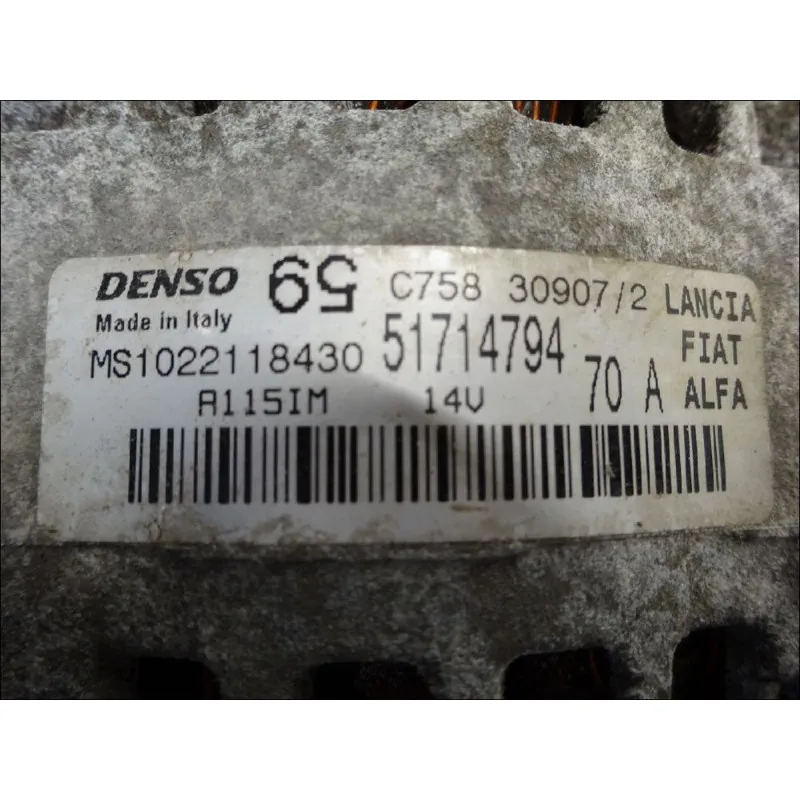 DENSO 59 C758 30907/2 LANCIA
Made in Italy 51714794 FIAT
MS1022118430 70 A ALFA
A115IM 14V